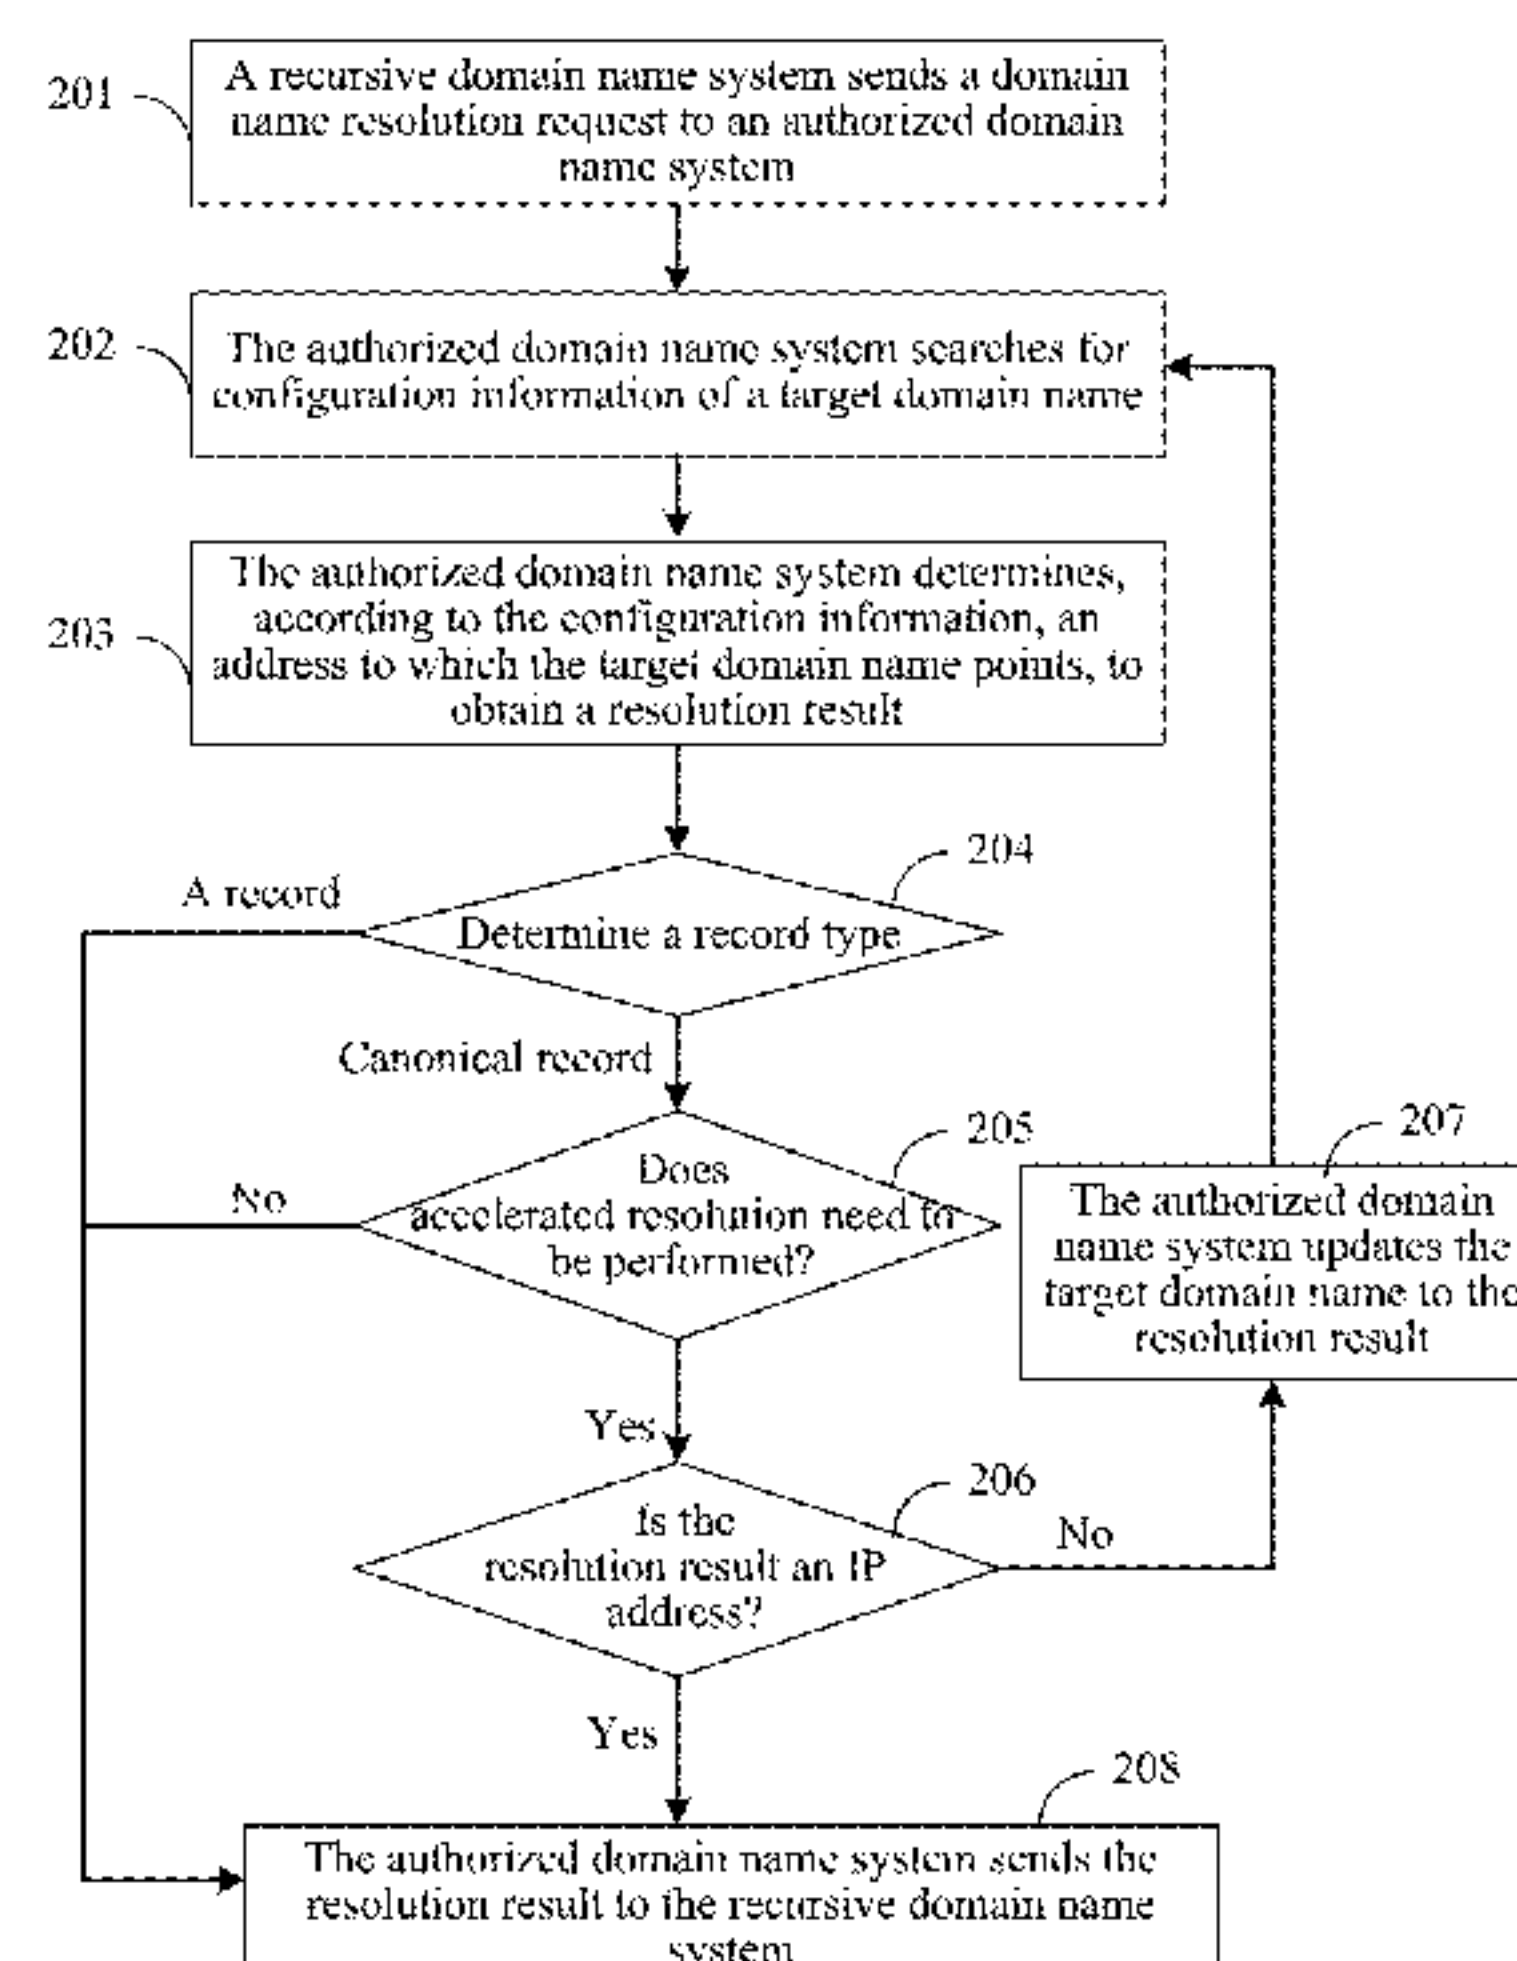 201
A recursive domain name system sends a domain
name resolution request to an authorized domain
name system
202
The authorized domain name system searches for
configuration information of a target domain name
203
The authorized domain name system determines,
according to the configuration information, an
address to which the target domain name points, to
obtain a resolution result
204
A record
Determine a record type
Canonical record
205
207
Does
accelerated resolution need to
be performed?
No
The authorized domain
name system updates the
target domain name to the
resolution result
Yes
206
Is the
resolution result an IP
address?
No
Yes
208
The authorized domain name system sends the
resolution result to the recursive domain name
system